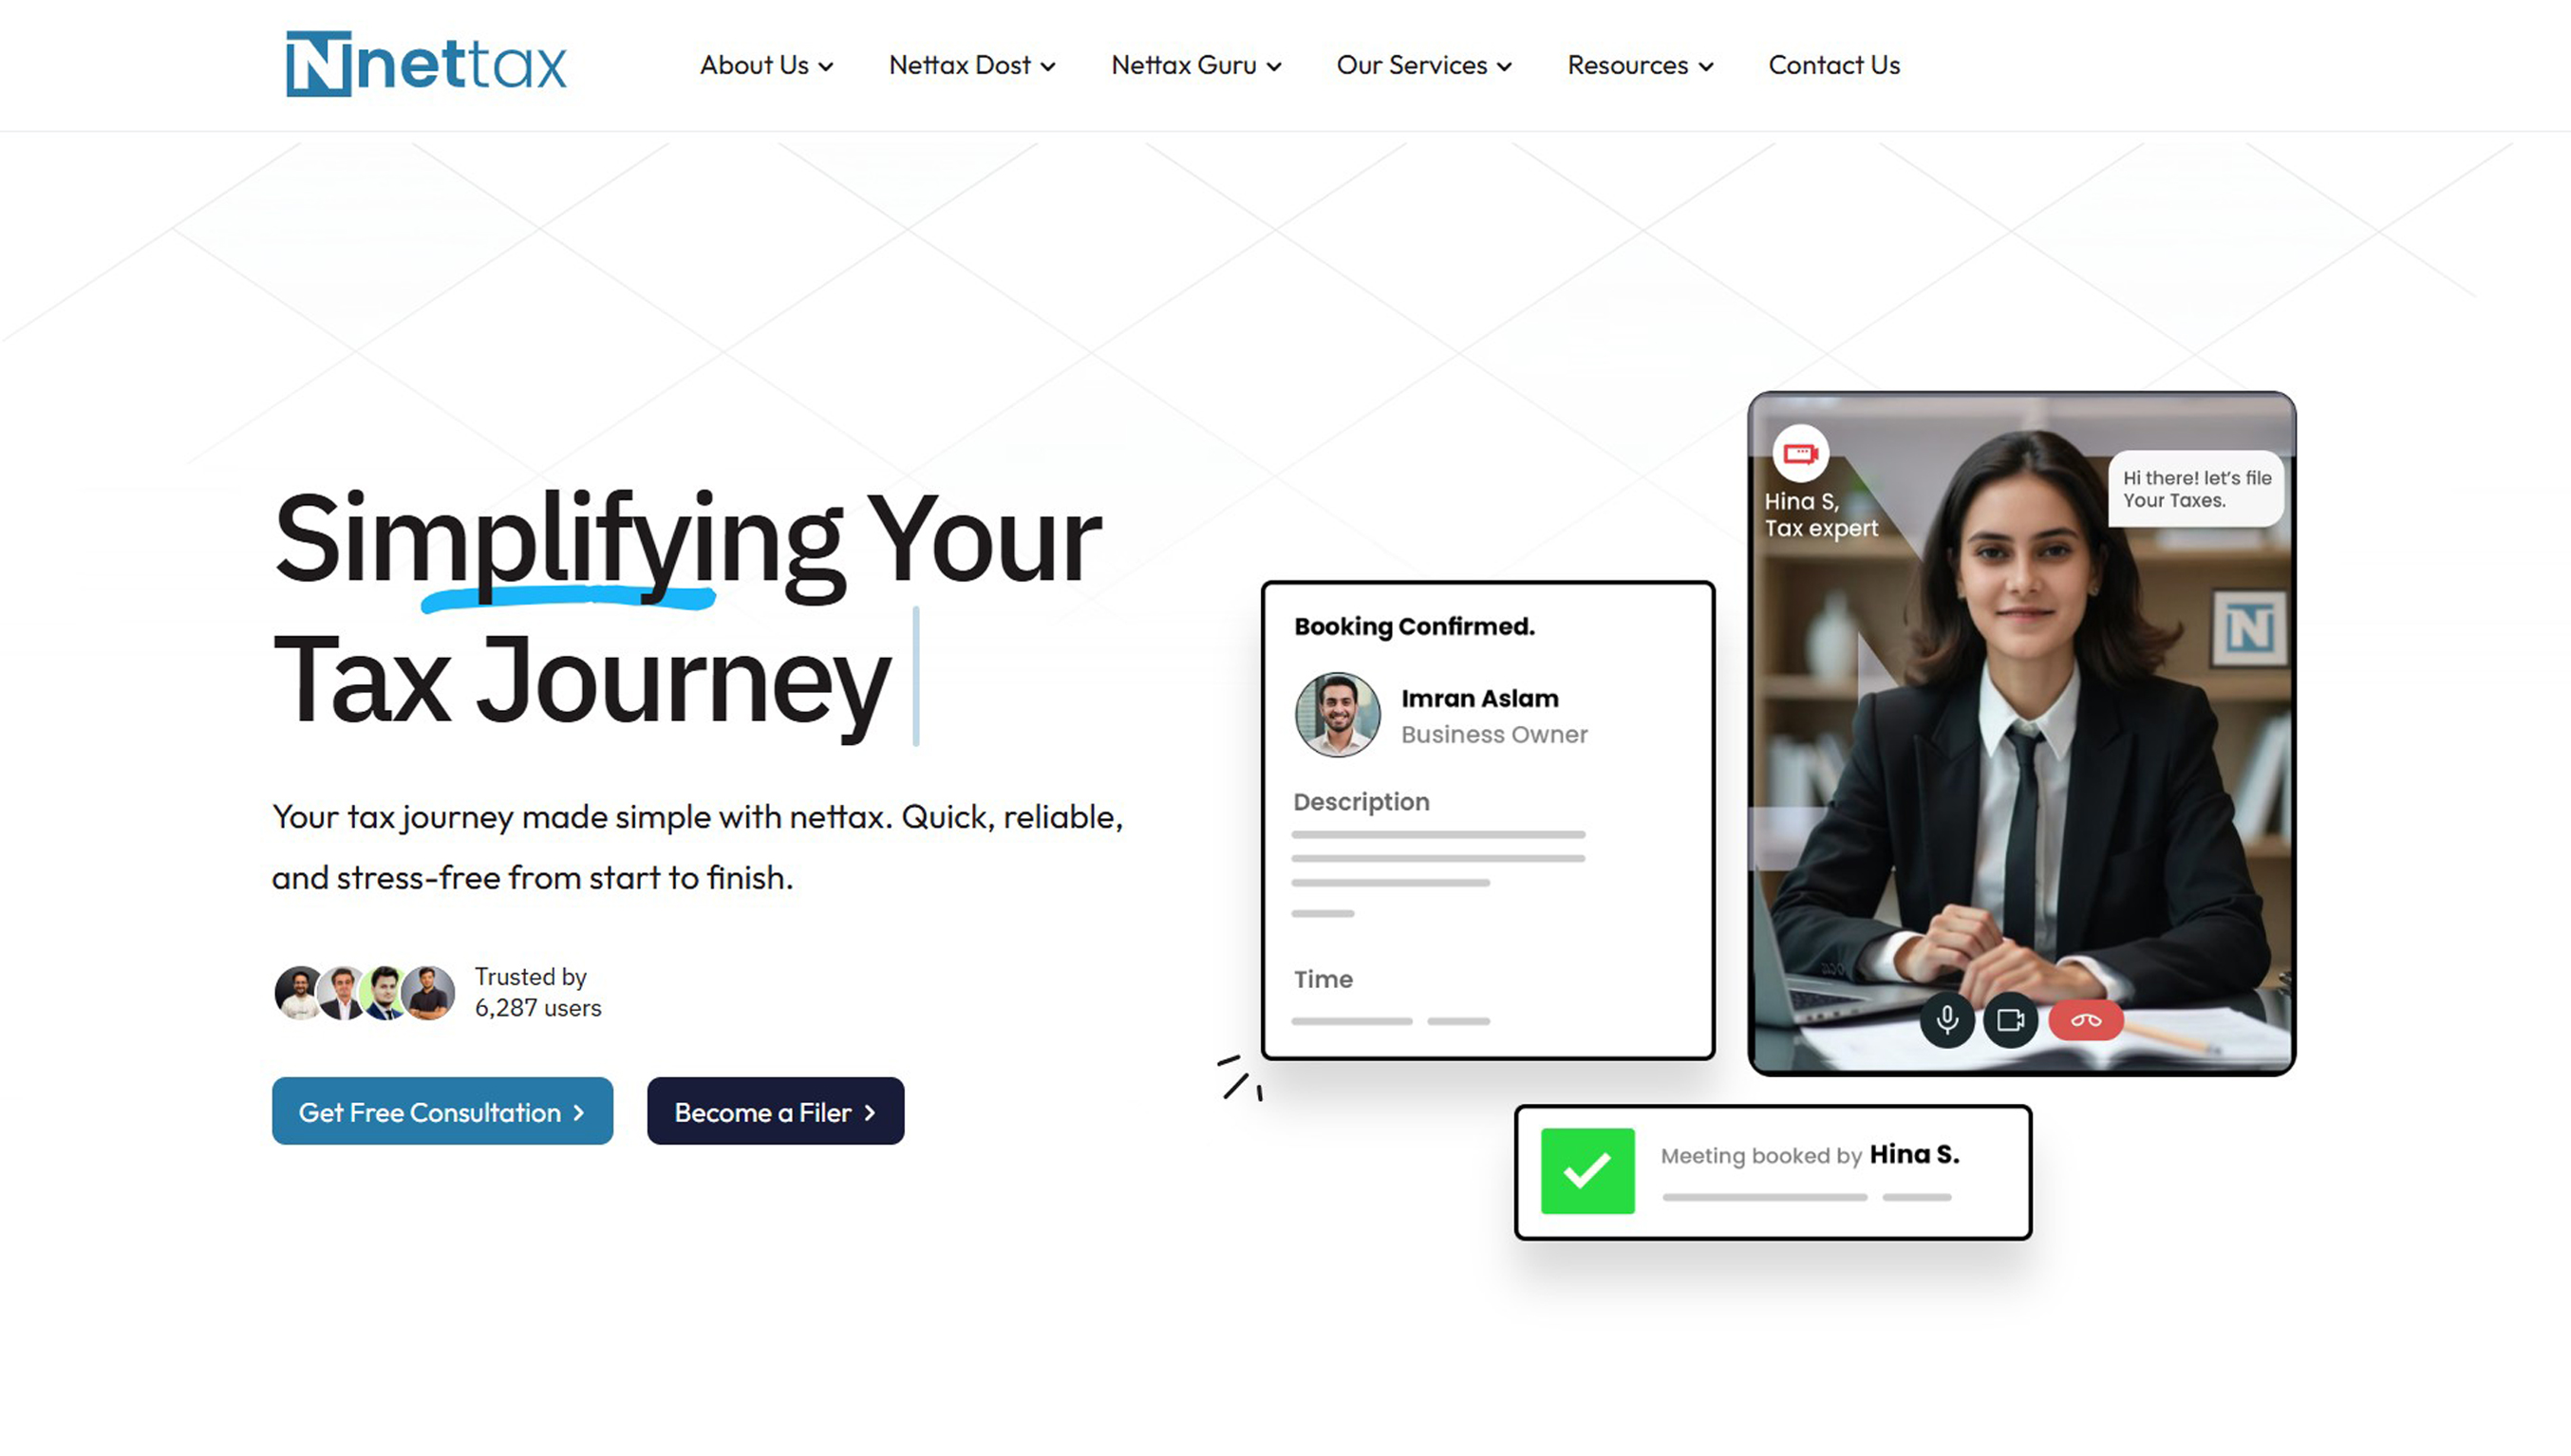 nettax
About Us
Nettax Dost
Nettax Guru
Our Services
Resources
Contact Us
Simplifying Your
Tax Journey
Your tax journey made simple with nettax. Quick, reliable,
and stress-free from start to finish.
Trusted by
6,287 users
Get Free Consultation
Become a Filer
Booking Confirmed.
Imran Aslam
Business Owner
Description
Time
Hina S,
Tax expert
Hi there! let's file
Your Taxes.
N
Meeting booked by Hina S.